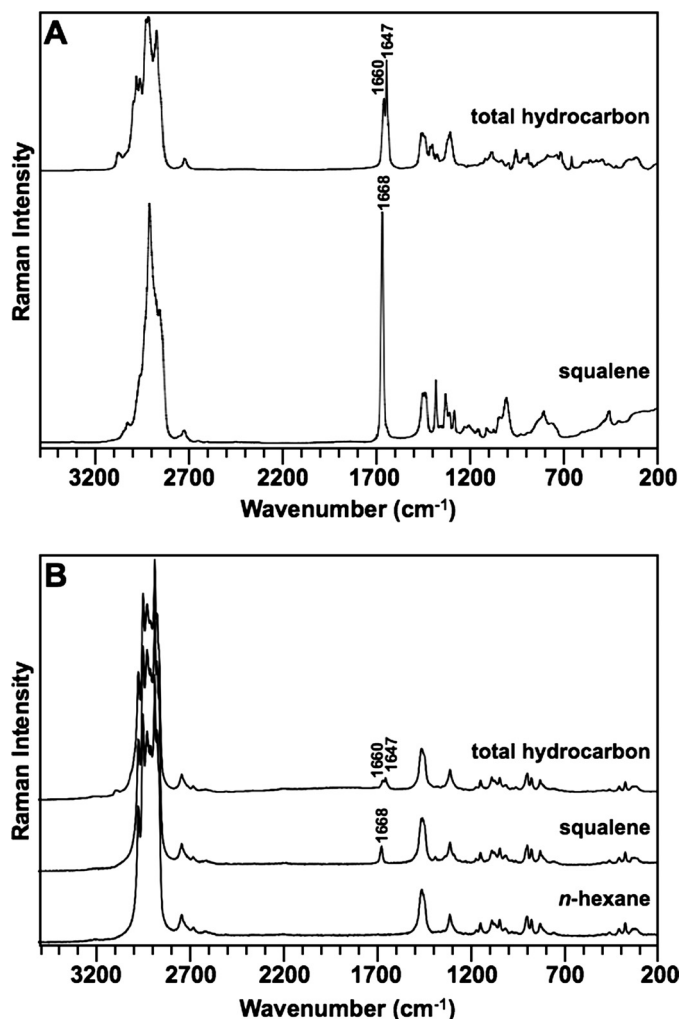 A
1660
1647
total hydrocarbon
1668
squalene
Raman Intensity
3200 2700 2200 1700 1200 700 200
Wavenumber (cm-1)
B
1660
1647
total hydrocarbon
1668
squalene
n-hexane
Raman Intensity
3200 2700 2200 1700 1200 700 200
Wavenumber (cm-1)